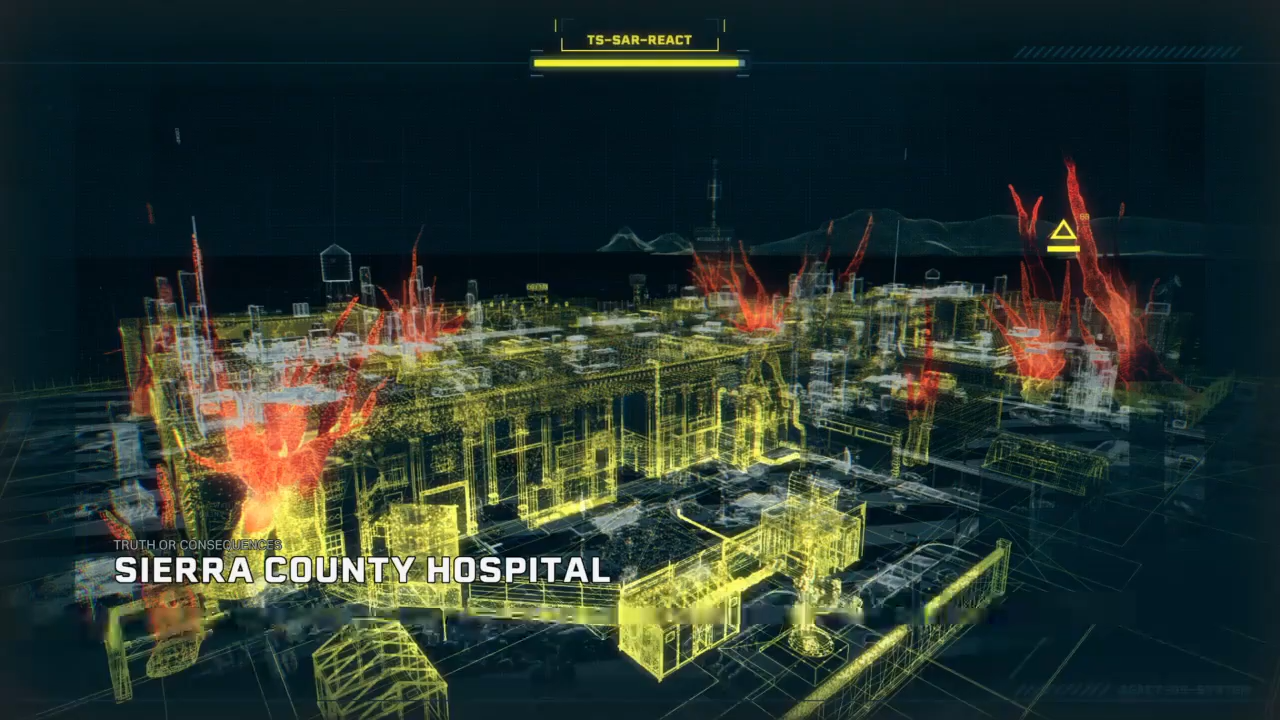 TS-SAR-REACT
TRUTH OR CONSEQUENCES
SIERRA COUNTY HOSPITAL